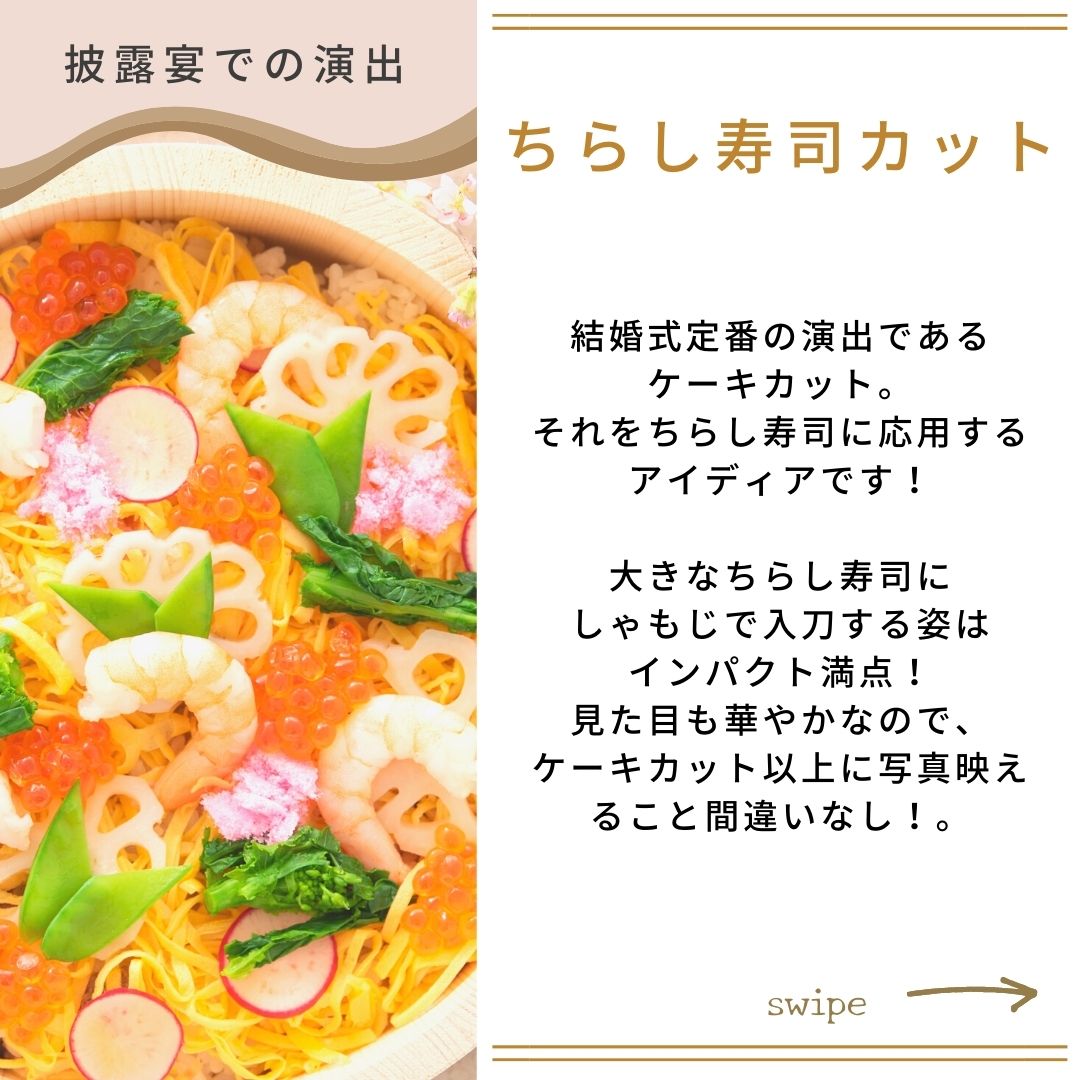 披露宴での演出
ちらし寿司カット
結婚式定番の演出である
ケーキカット。
それをちらし寿司に応用する
アイディアです！
大きなちらし寿司に
しゃもじで入刀する姿は
インパクト満点！
見た目も華やかなので、
ケーキカット以上に写真映え
ること間違いなし！。
swipe